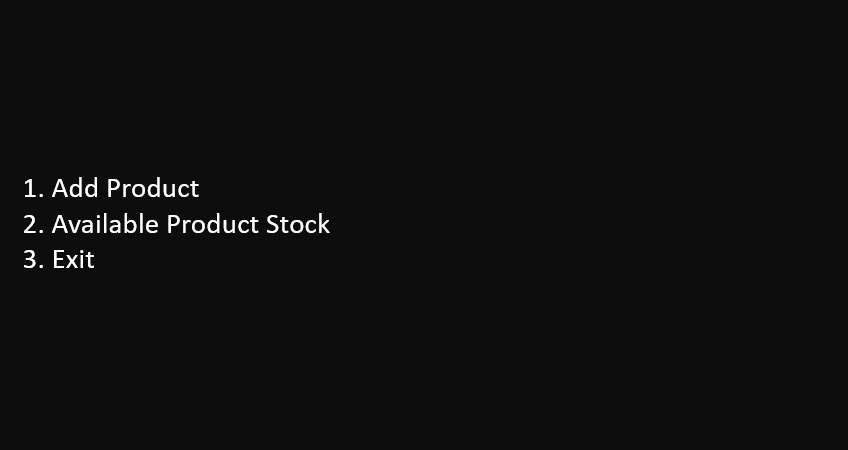 1. Add Product
2. Available Product Stock
3. Exit